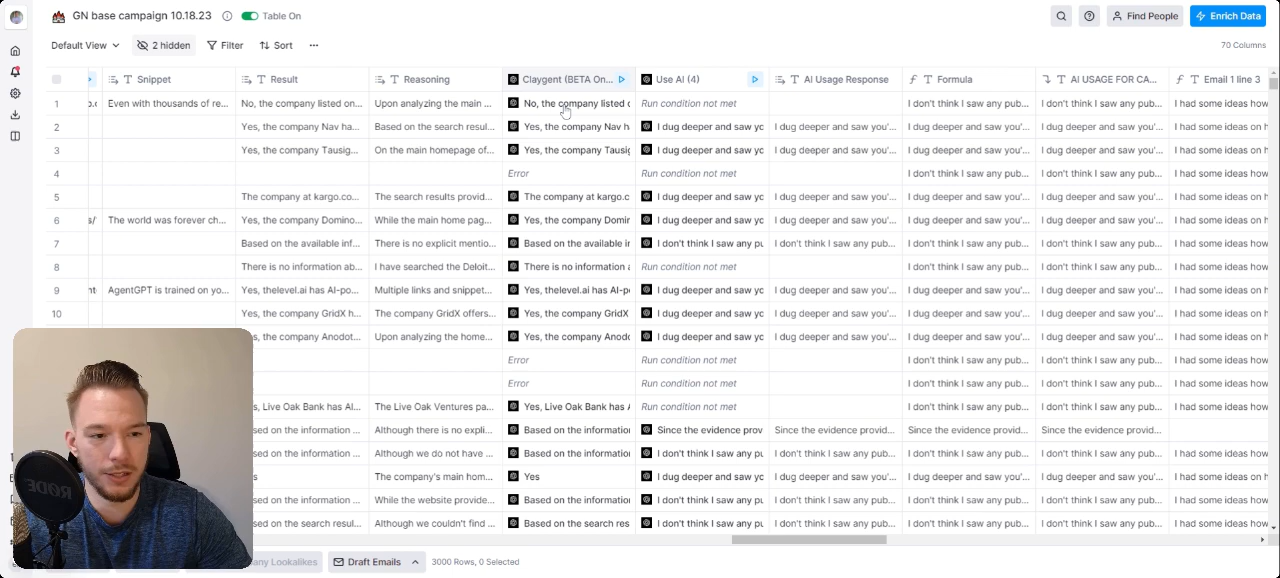 GN base campaign 10.18.23 Table On Find People Enrich Data
Default View 2 hidden Filter Sort 70 Columns
Snippet Result Reasoning Claygent (BETA On... Use AI (4) AI Usage Response Formula AI USAGE FOR CA... Email 1 line 3
1 Even with thousands of re... No, the company listed on... Upon analyzing the main ... No, the company listed Run condition not met I don't think I saw any pub... I don't think I saw any pub... I had some ideas how
2 Yes, the company Nav ha... Based on the search resul... Yes, the company Nav I dug deeper and saw I dug deeper and saw you'... I dug deeper and saw you'... I dug deeper and saw you'... I had some ideas how
3 Yes, the company Tausig... On the main homepage of... Yes, the company Tausig I dug deeper and saw I dug deeper and saw you'... I dug deeper and saw you'... I dug deeper and saw you'... I had some ideas on
4 Error Run condition not met I don't think I saw any pub... I don't think I saw any pub... I had some ideas how
5 The company at kargo.co... The search results provid... The company at kargo.c I dug deeper and saw I dug deeper and saw you'... I dug deeper and saw you'... I dug deeper and saw you'... I had some ideas on
6 The world was forever ch... Yes, the company Domino... While the main home pag... Yes, the company Domin I dug deeper and saw I dug deeper and saw you'... I dug deeper and saw you'... I dug deeper and saw you'... I had some ideas on
7 Based on the available inf... There is no explicit mentio... Based on the available I don't think I saw any I don't think I saw any pub... I don't think I saw any pub... I don't think I saw any pub... I had some ideas how
8 There is no information ab... I have searched the Deloit... There is no information Run condition not met I don't think I saw any pub... I don't think I saw any pub... I had some ideas how
9 AgentGPT is trained on yo... Yes, thelevel.ai has AI-po... Multiple links and snippet... Yes, thelevel.ai has AI-p I dug deeper and saw I dug deeper and saw you'... I dug deeper and saw you'... I dug deeper and saw you'... I had some ideas on
10 Yes, the company GridX h... The company GridX offers... Yes, the company GridX I dug deeper and saw I dug deeper and saw you'... I dug deeper and saw you'... I dug deeper and saw you'... I had some ideas on
Yes, the company Anodot... Upon analyzing the home... Yes, the company Anod I dug deeper and saw I dug deeper and saw you'... I dug deeper and saw you'... I dug deeper and saw you'... I had some ideas on
Error Run condition not met I don't think I saw any pub... I don't think I saw any pub... I had some ideas how
Error Run condition not met I don't think I saw any pub... I don't think I saw any pub... I had some ideas how
s, Live Oak Bank has AI... The Live Oak Ventures pa... Yes, Live Oak Bank has Run condition not met I don't think I saw any pub... I don't think I saw any pub... I had some ideas how
sed on the information ... Although there is no expli... Based on the information Since the evidence prov Since the evidence provid... Since the evidence provid... Since the evidence provid...
sed on the information ... Although we do not have ... Based on the information I don't think I saw any I don't think I saw any pub... I don't think I saw any pub... I don't think I saw any pub... I had some ideas how
s The company's main hom... Yes I dug deeper and saw I dug deeper and saw you'... I dug deeper and saw you'... I dug deeper and saw you'... I had some ideas on
sed on the information ... While the website provide... Based on the information I don't think I saw any I don't think I saw any pub... I don't think I saw any pub... I don't think I saw any pub... I had some ideas how
sed on the search resul... Although we couldn't find ... Based on the search res I don't think I saw any I don't think I saw any pub... I don't think I saw any pub... I don't think I saw any pub... I had some ideas how
RØDE
any Lookalikes Draft Emails 3000 Rows, 0 Selected